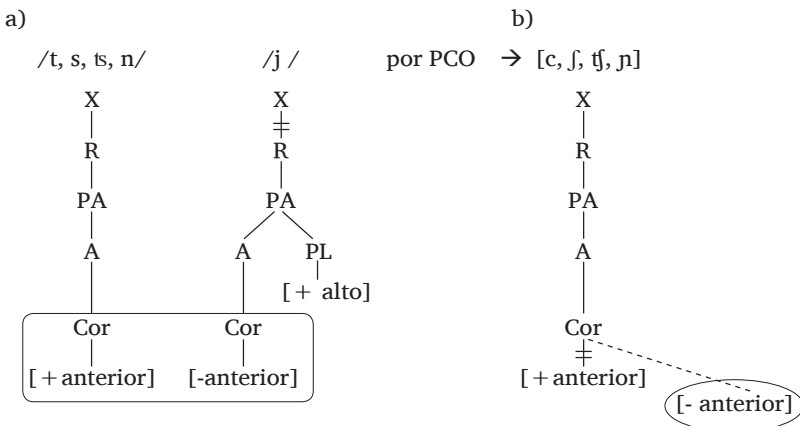 a) b)
/t, s, ʦ, n/ /j / por PCO → [c, ʃ, ʧ, ɲ]
X X X
R R R
PA PA PA
A A PL A
[+ alto]
Cor Cor Cor
[+anterior] [-anterior] [+anterior]
[- anterior]